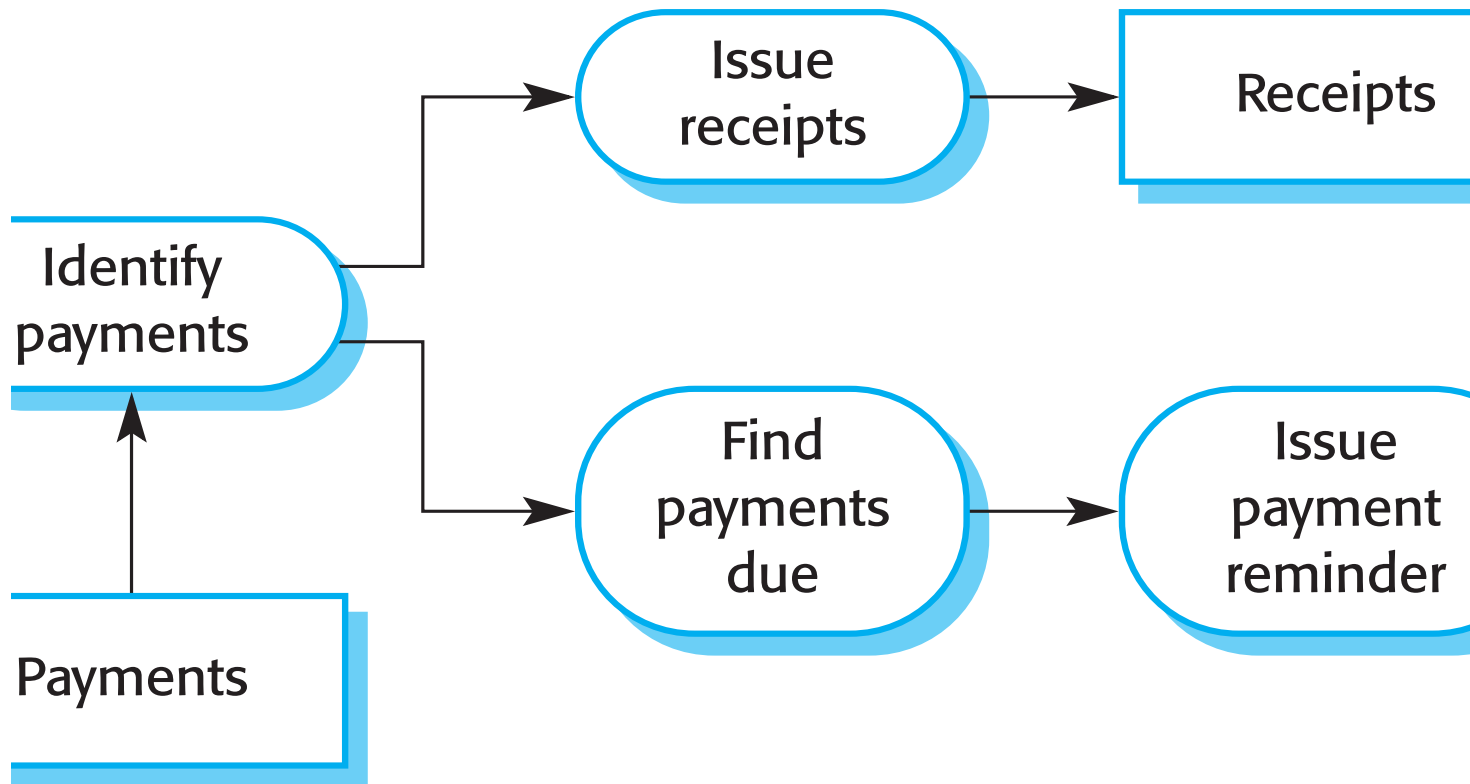 Issue
receipts
Receipts
Identify
payments
Find
payments
due
Issue
payment
reminder
Payments